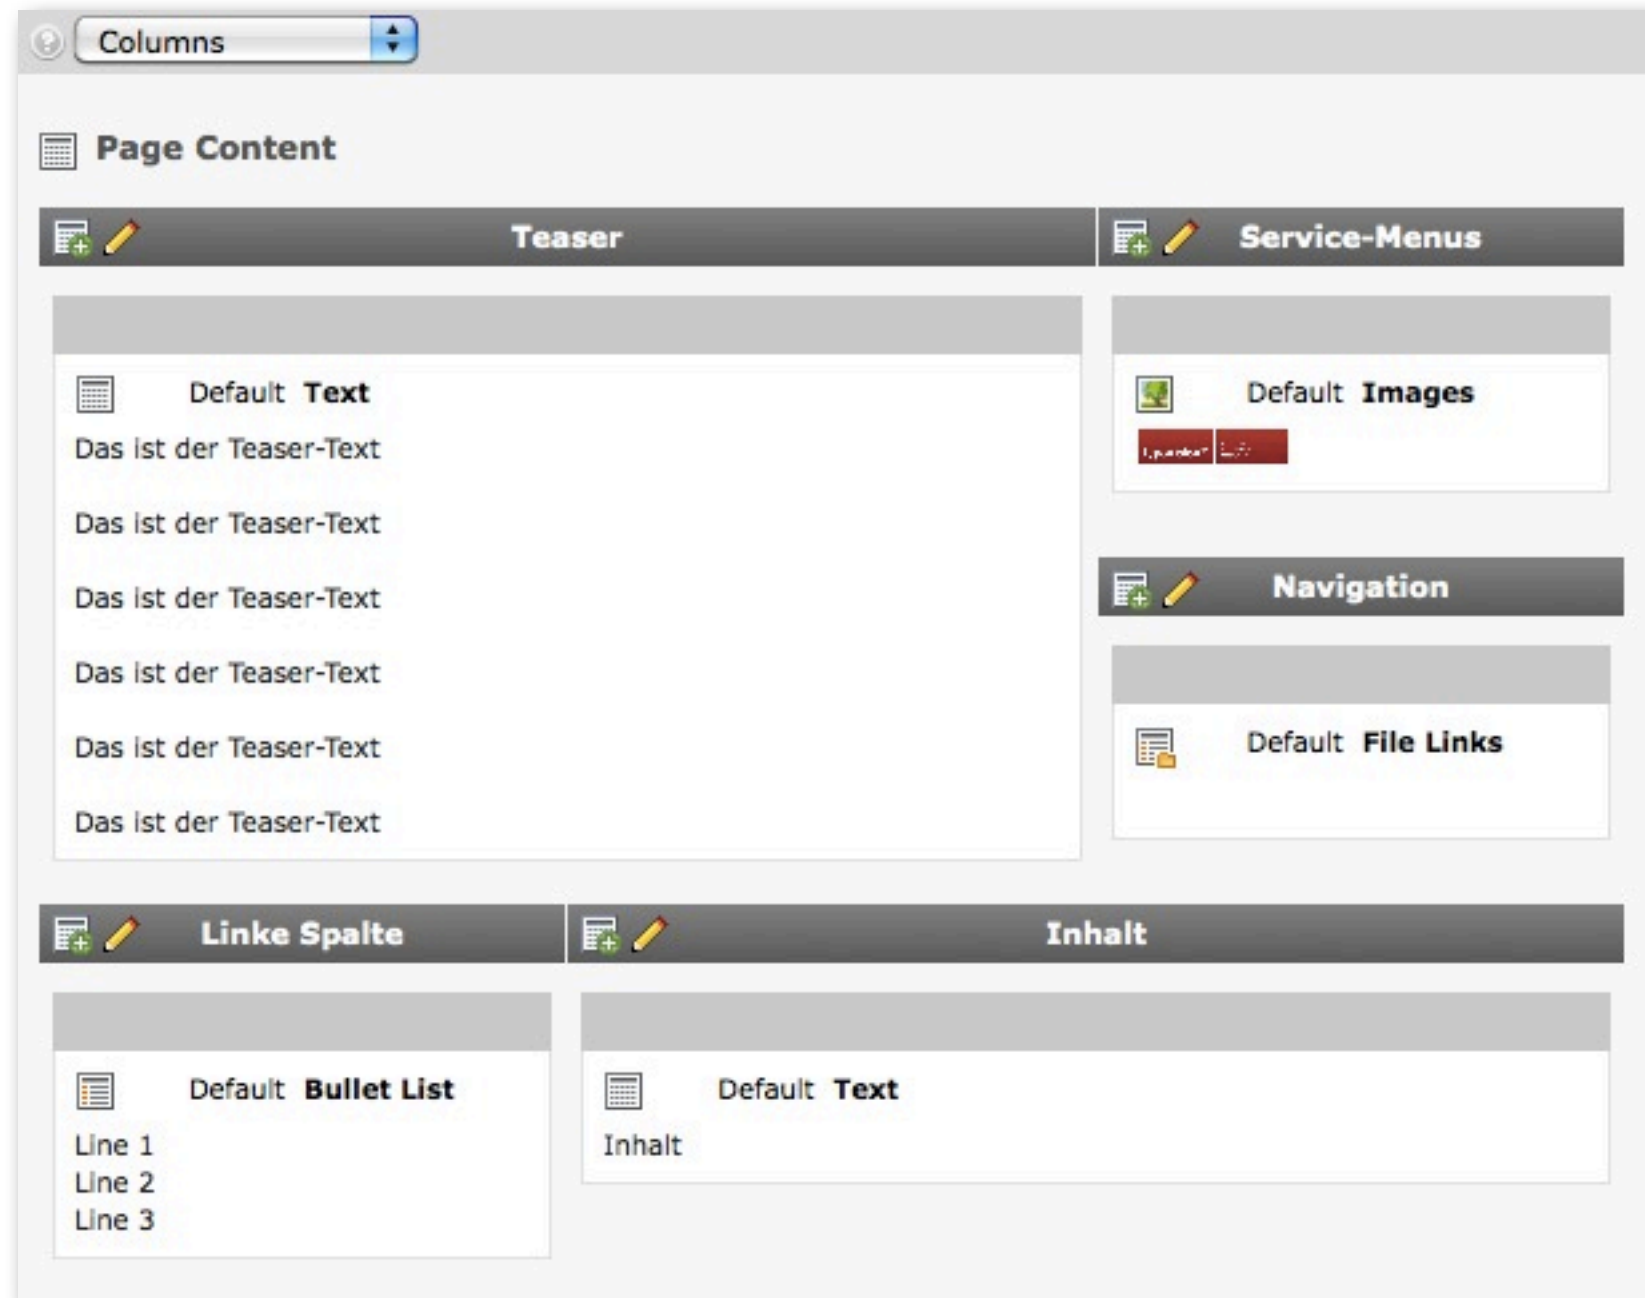 Columns
Page Content
Teaser
Default Text
Das ist der Teaser-Text
Das ist der Teaser-Text
Das ist der Teaser-Text
Das ist der Teaser-Text
Das ist der Teaser-Text
Das ist der Teaser-Text
Service-Menus
Default Images
Navigation
Default File Links
Linke Spalte
Default Bullet List
Line 1
Line 2
Line 3
Inhalt
Default Text
Inhalt